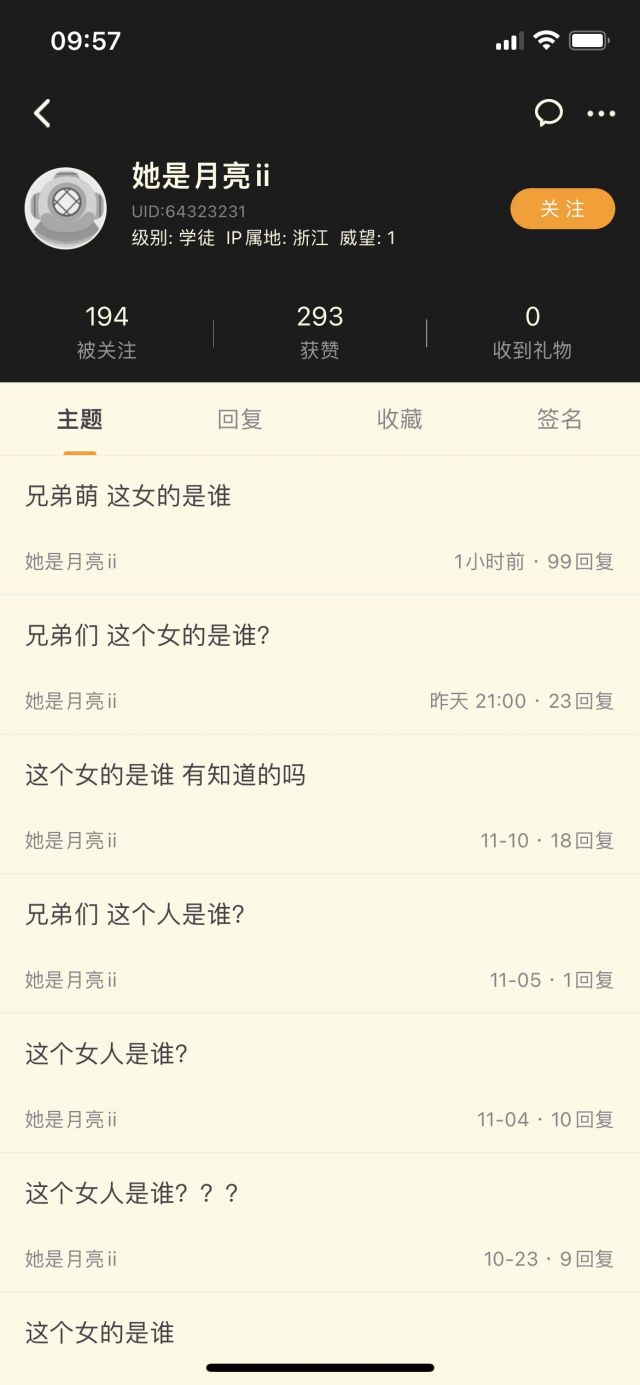 09:57
她是月亮ii
UID:64323231
级别: 学徒 IP属地: 浙江 威望: 1
关注
194 293 0
被关注 获赞 收到礼物
主题 回复 收藏 签名
兄弟萌 这女的是谁
她是月亮ii 1小时前 · 99回复
兄弟们 这个女的是谁?
她是月亮ii 昨天 21:00 · 23回复
这个女的是谁 有知道的吗
她是月亮ii 11-10 · 18回复
兄弟们 这个人是谁?
她是月亮ii 11-05 · 1回复
这个女人是谁?
她是月亮ii 11-04 · 10回复
这个女人是谁？？？
她是月亮ii 10-23 · 9回复
这个女的是谁